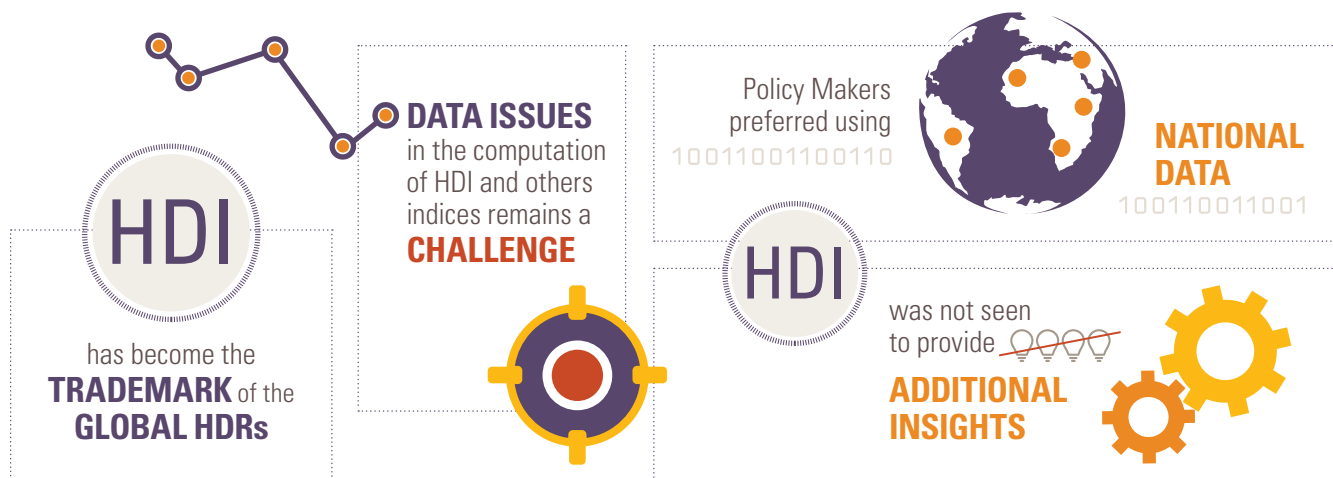 HDI
has become the
TRADEMARK of the
GLOBAL HDRs
DATA ISSUES
in the computation
of HDI and others
indices remains a
CHALLENGE
Policy Makers
preferred using
10011001100110
NATIONAL
DATA
100110011001
HDI
was not seen
to provide
ADDITIONAL
INSIGHTS